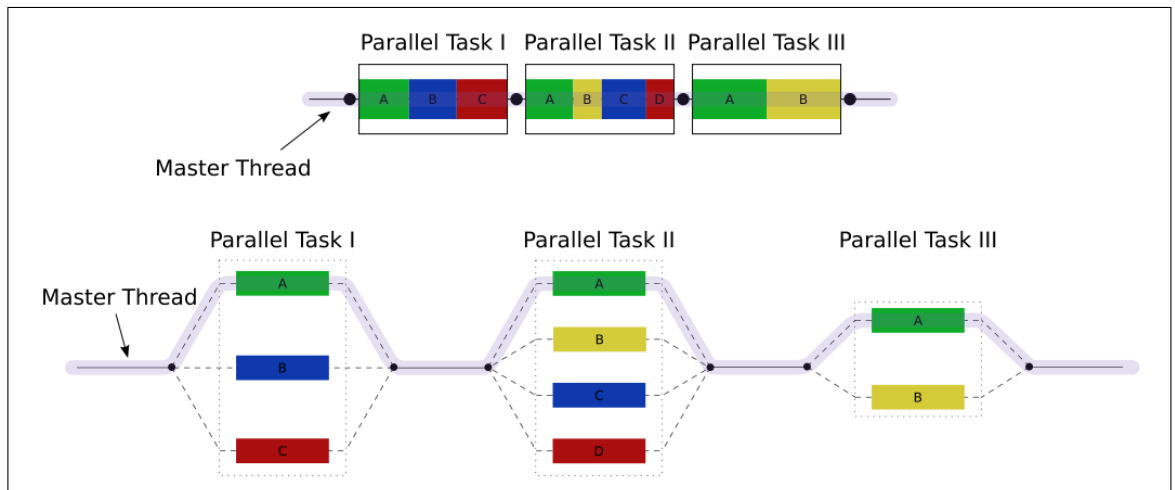 Parallel Task I Parallel Task II Parallel Task III
A B C A B C D A B
Master Thread
Parallel Task I Parallel Task II Parallel Task III
A A
Master Thread
A
B
B
C
B
C D